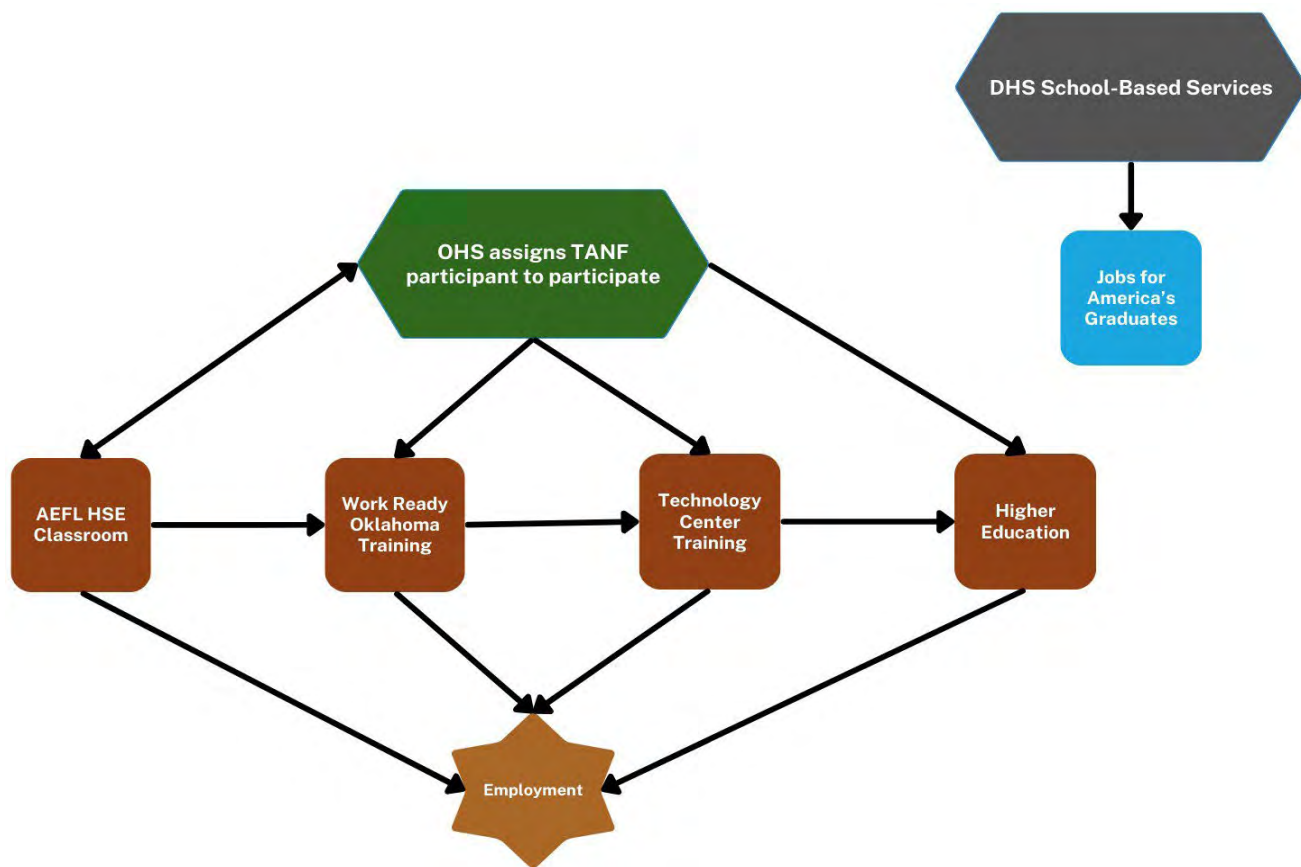 DHS School-Based Services
OHS assigns TANF
participant to participate
Jobs for
America's
Graduates
AEFL HSE
Classroom
Work Ready
Oklahoma
Training
Technology
Center
Training
Higher
Education
Employment